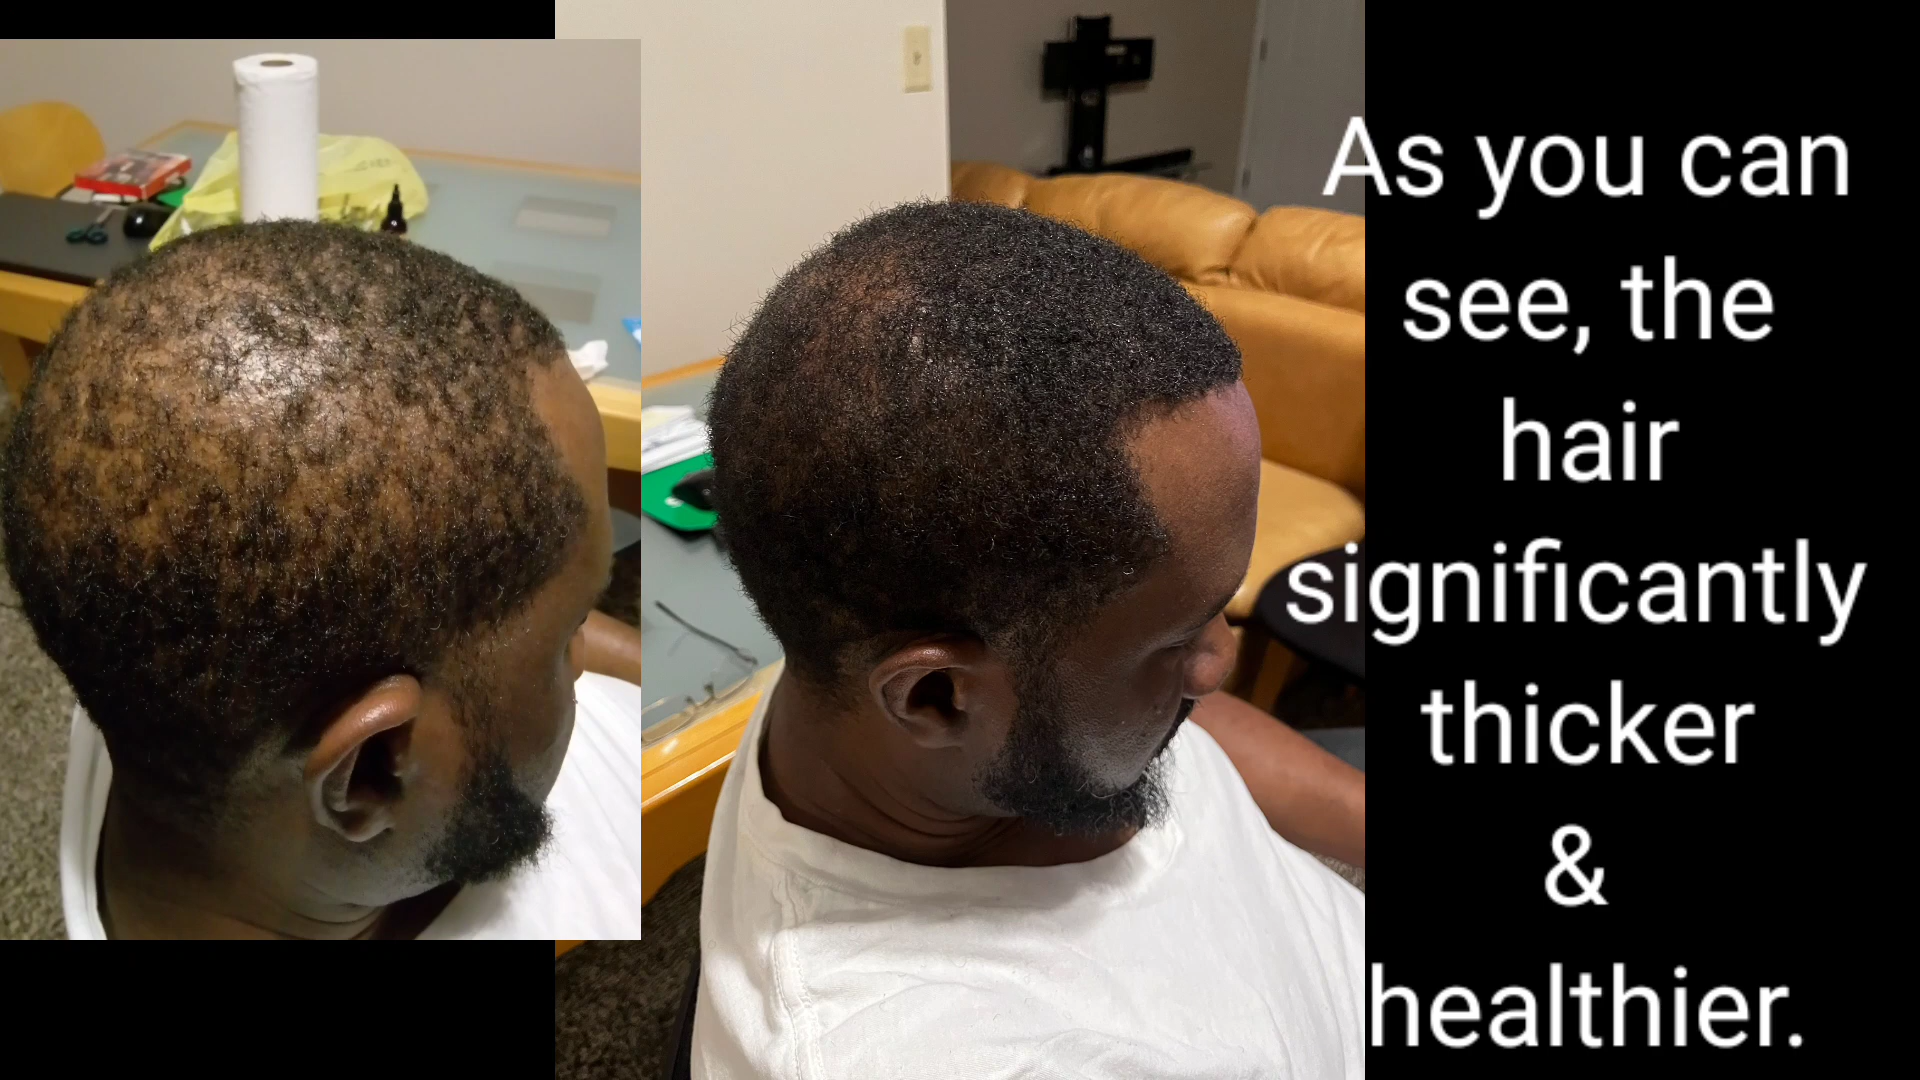 As you can
see, the
hair
significantly
thicker
&
healthier.